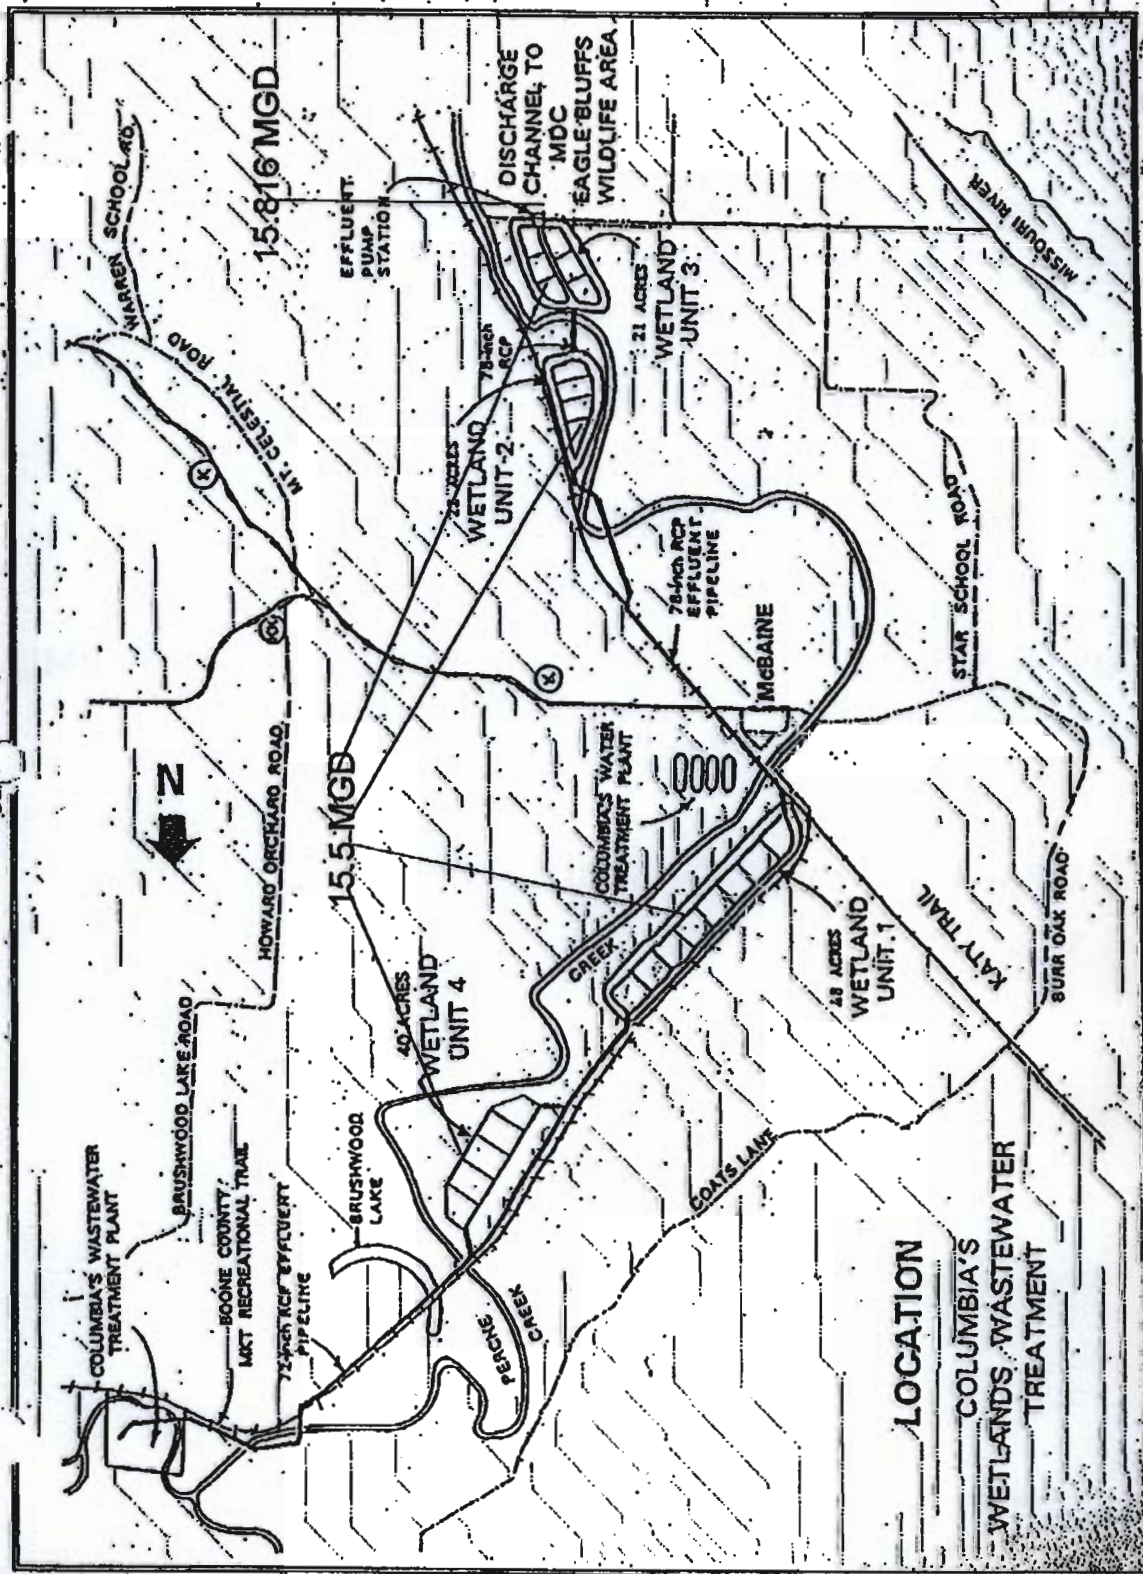 COLUMBIA'S WASTEWATER
TREATMENT PLANT
BRUSHWOOD LAKE ROAD
BOONE COUNTY
MKT RECREATIONAL TRAIL
72-inch RCP EFFLUENT
PIPELINE
BRUSHWOOD
LAKE
PERCHE
CREEK
HOWARD ORCHARD ROAD
N
KK
K
K
MT. CELESTIAL ROAD
WARREN SCHOOL RD
15.816 MGD
EFFLUENT
PUMP
STATION
DISCHARGE
CHANNEL TO
MDC
EAGLE BLUFFS
WILDLIFE AREA
15.5 MGD
40 ACRES
WETLAND
UNIT 4
23 ACRES
WETLAND
UNIT-2
78-inch
RCP
21 ACRES
WETLAND
UNIT 3
CREEK
COLUMBIA'S WATER
TREATMENT PLANT
78-inch RCP
EFFLUENT
PIPELINE
McBAINE
48 ACRES
WETLAND
UNIT 1
KATY TRAIL
COATS LANE
BURR OAK ROAD
STAR SCHOOL ROAD
MISSOURI RIVER
LOCATION
COLUMBIA'S
WETLANDS WASTEWATER
TREATMENT